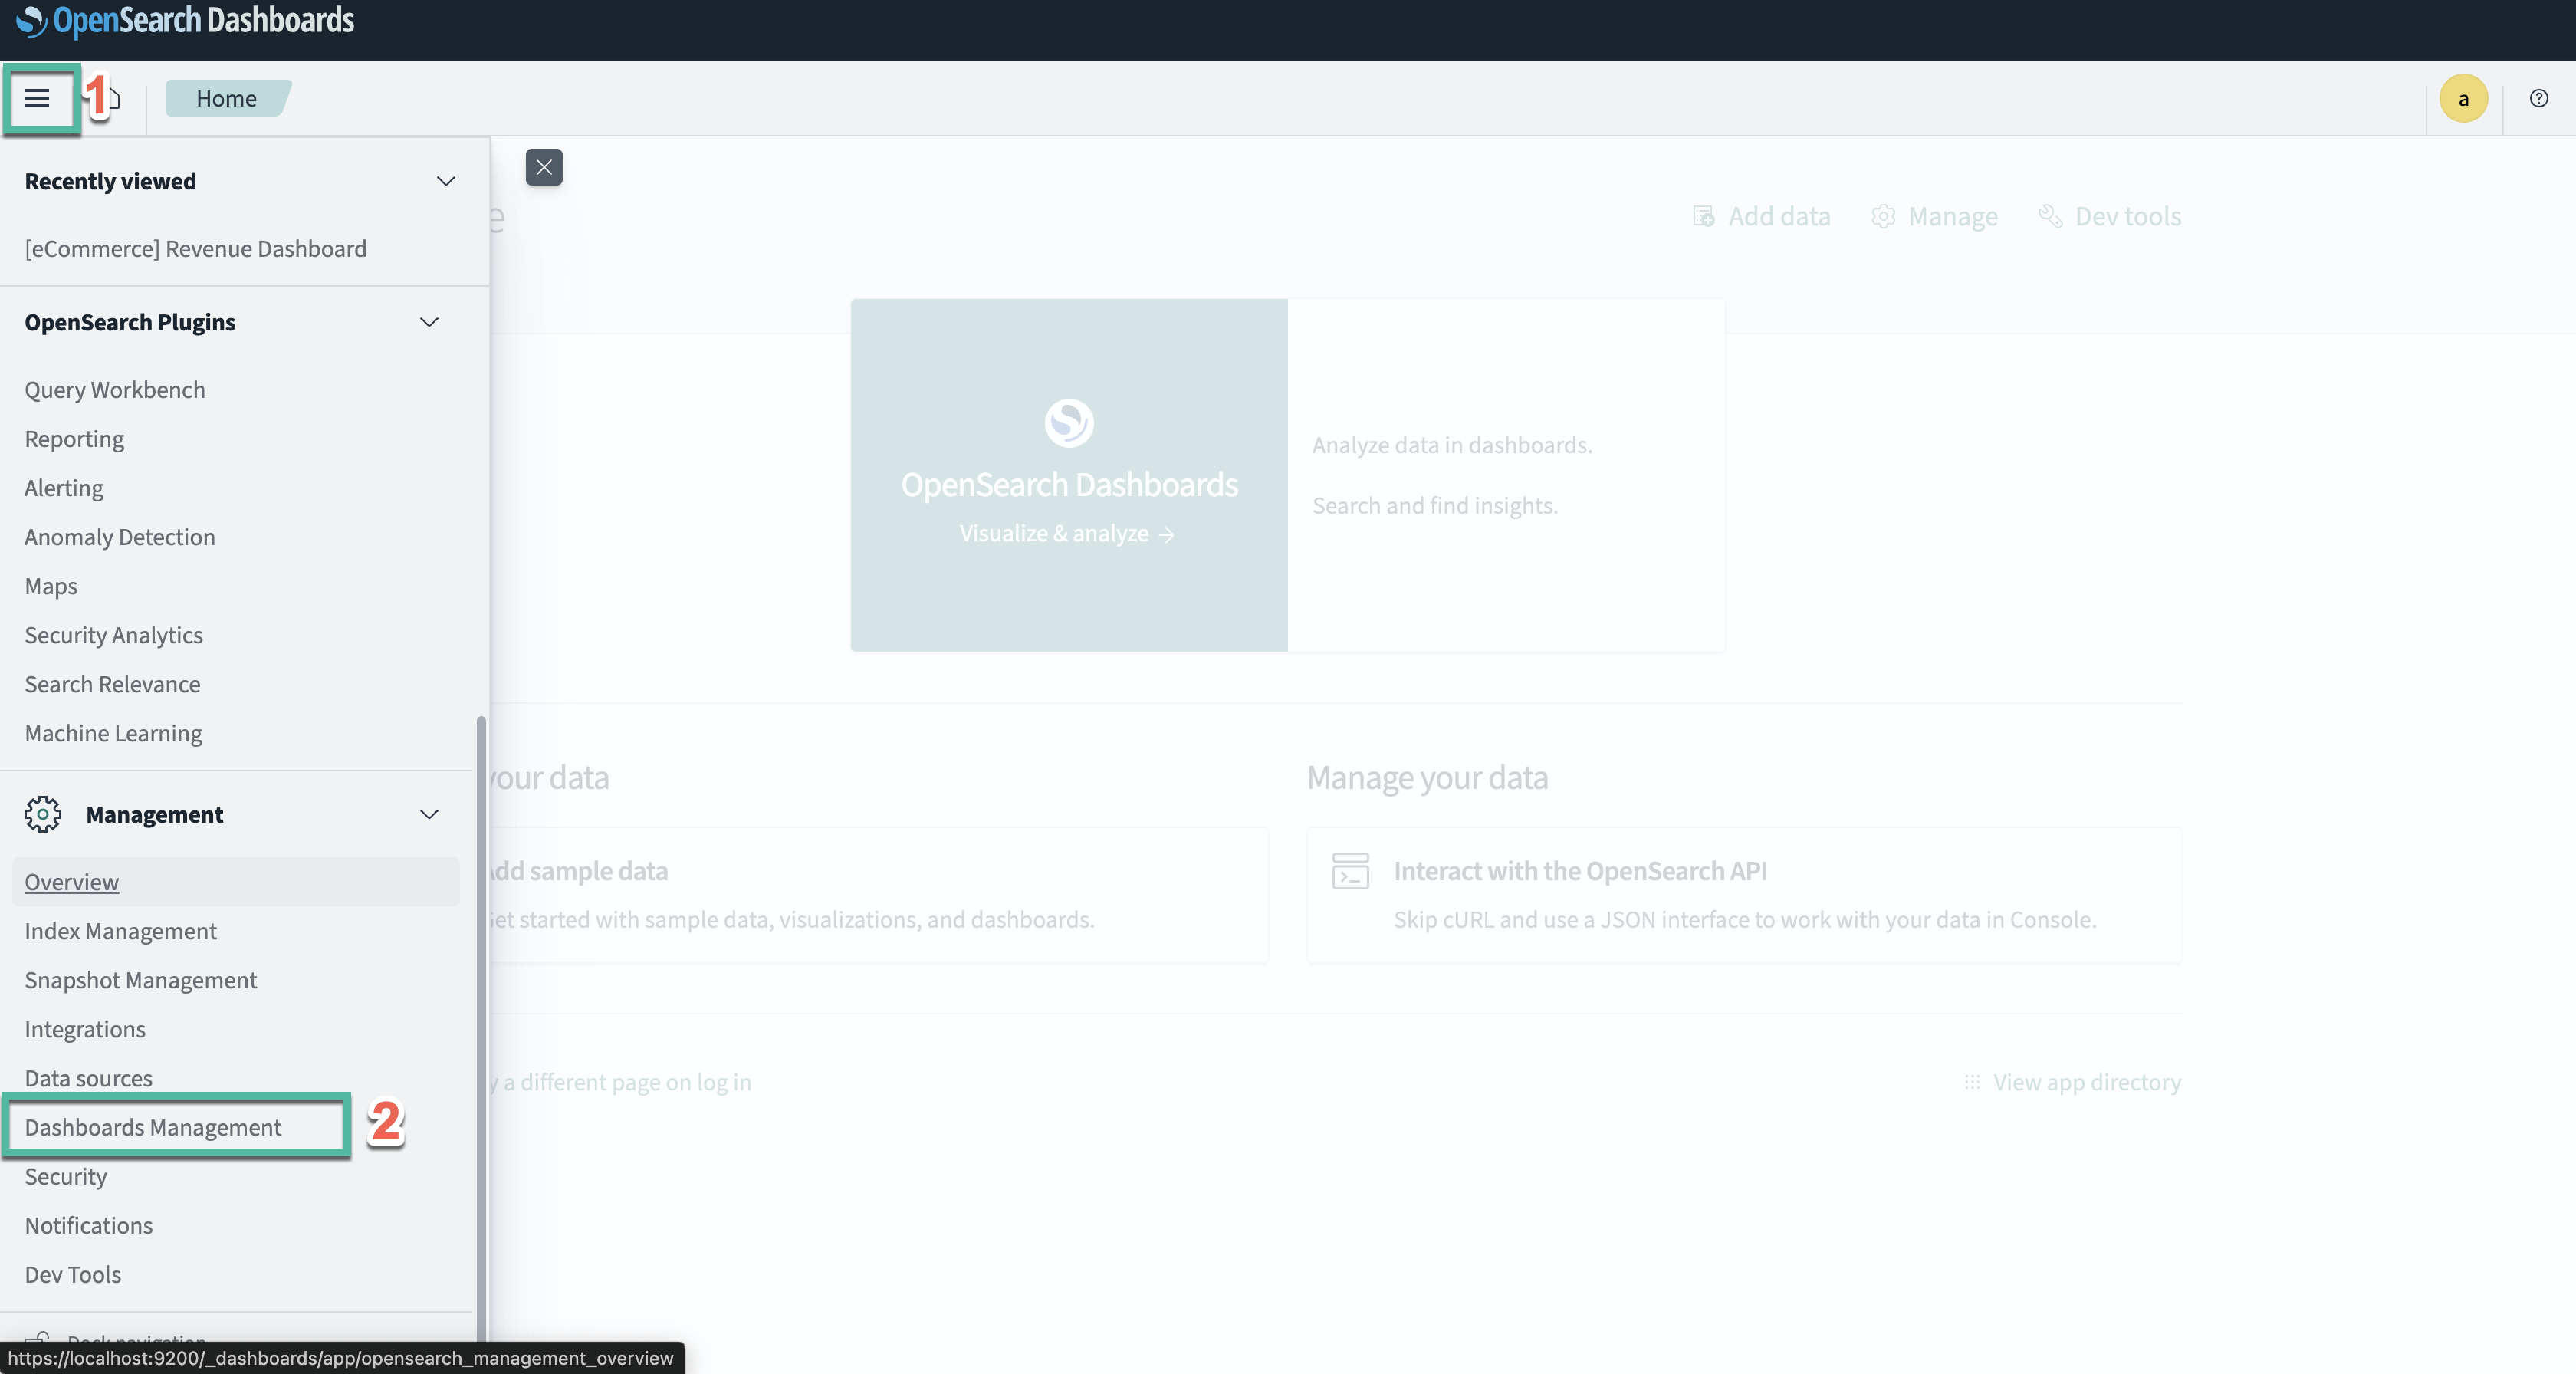 OpenSearch Dashboards
1
Home
a
Recently viewed
[eCommerce] Revenue Dashboard
OpenSearch Plugins
Query Workbench
Reporting
Alerting
Anomaly Detection
Maps
Security Analytics
Search Relevance
Machine Learning
Management
Overview
Index Management
Snapshot Management
Integrations
Data sources
Dashboards Management
2
Security
Notifications
Dev Tools
Dock navigation
https://localhost:9200/_dashboards/app/opensearch_management_overview
e
Add data
Manage
Dev tools
OpenSearch Dashboards
Visualize & analyze →
Analyze data in dashboards.
Search and find insights.
your data
Add sample data
Get started with sample data, visualizations, and dashboards.
Manage your data
Interact with the OpenSearch API
Skip cURL and use a JSON interface to work with your data in Console.
y a different page on log in
View app directory